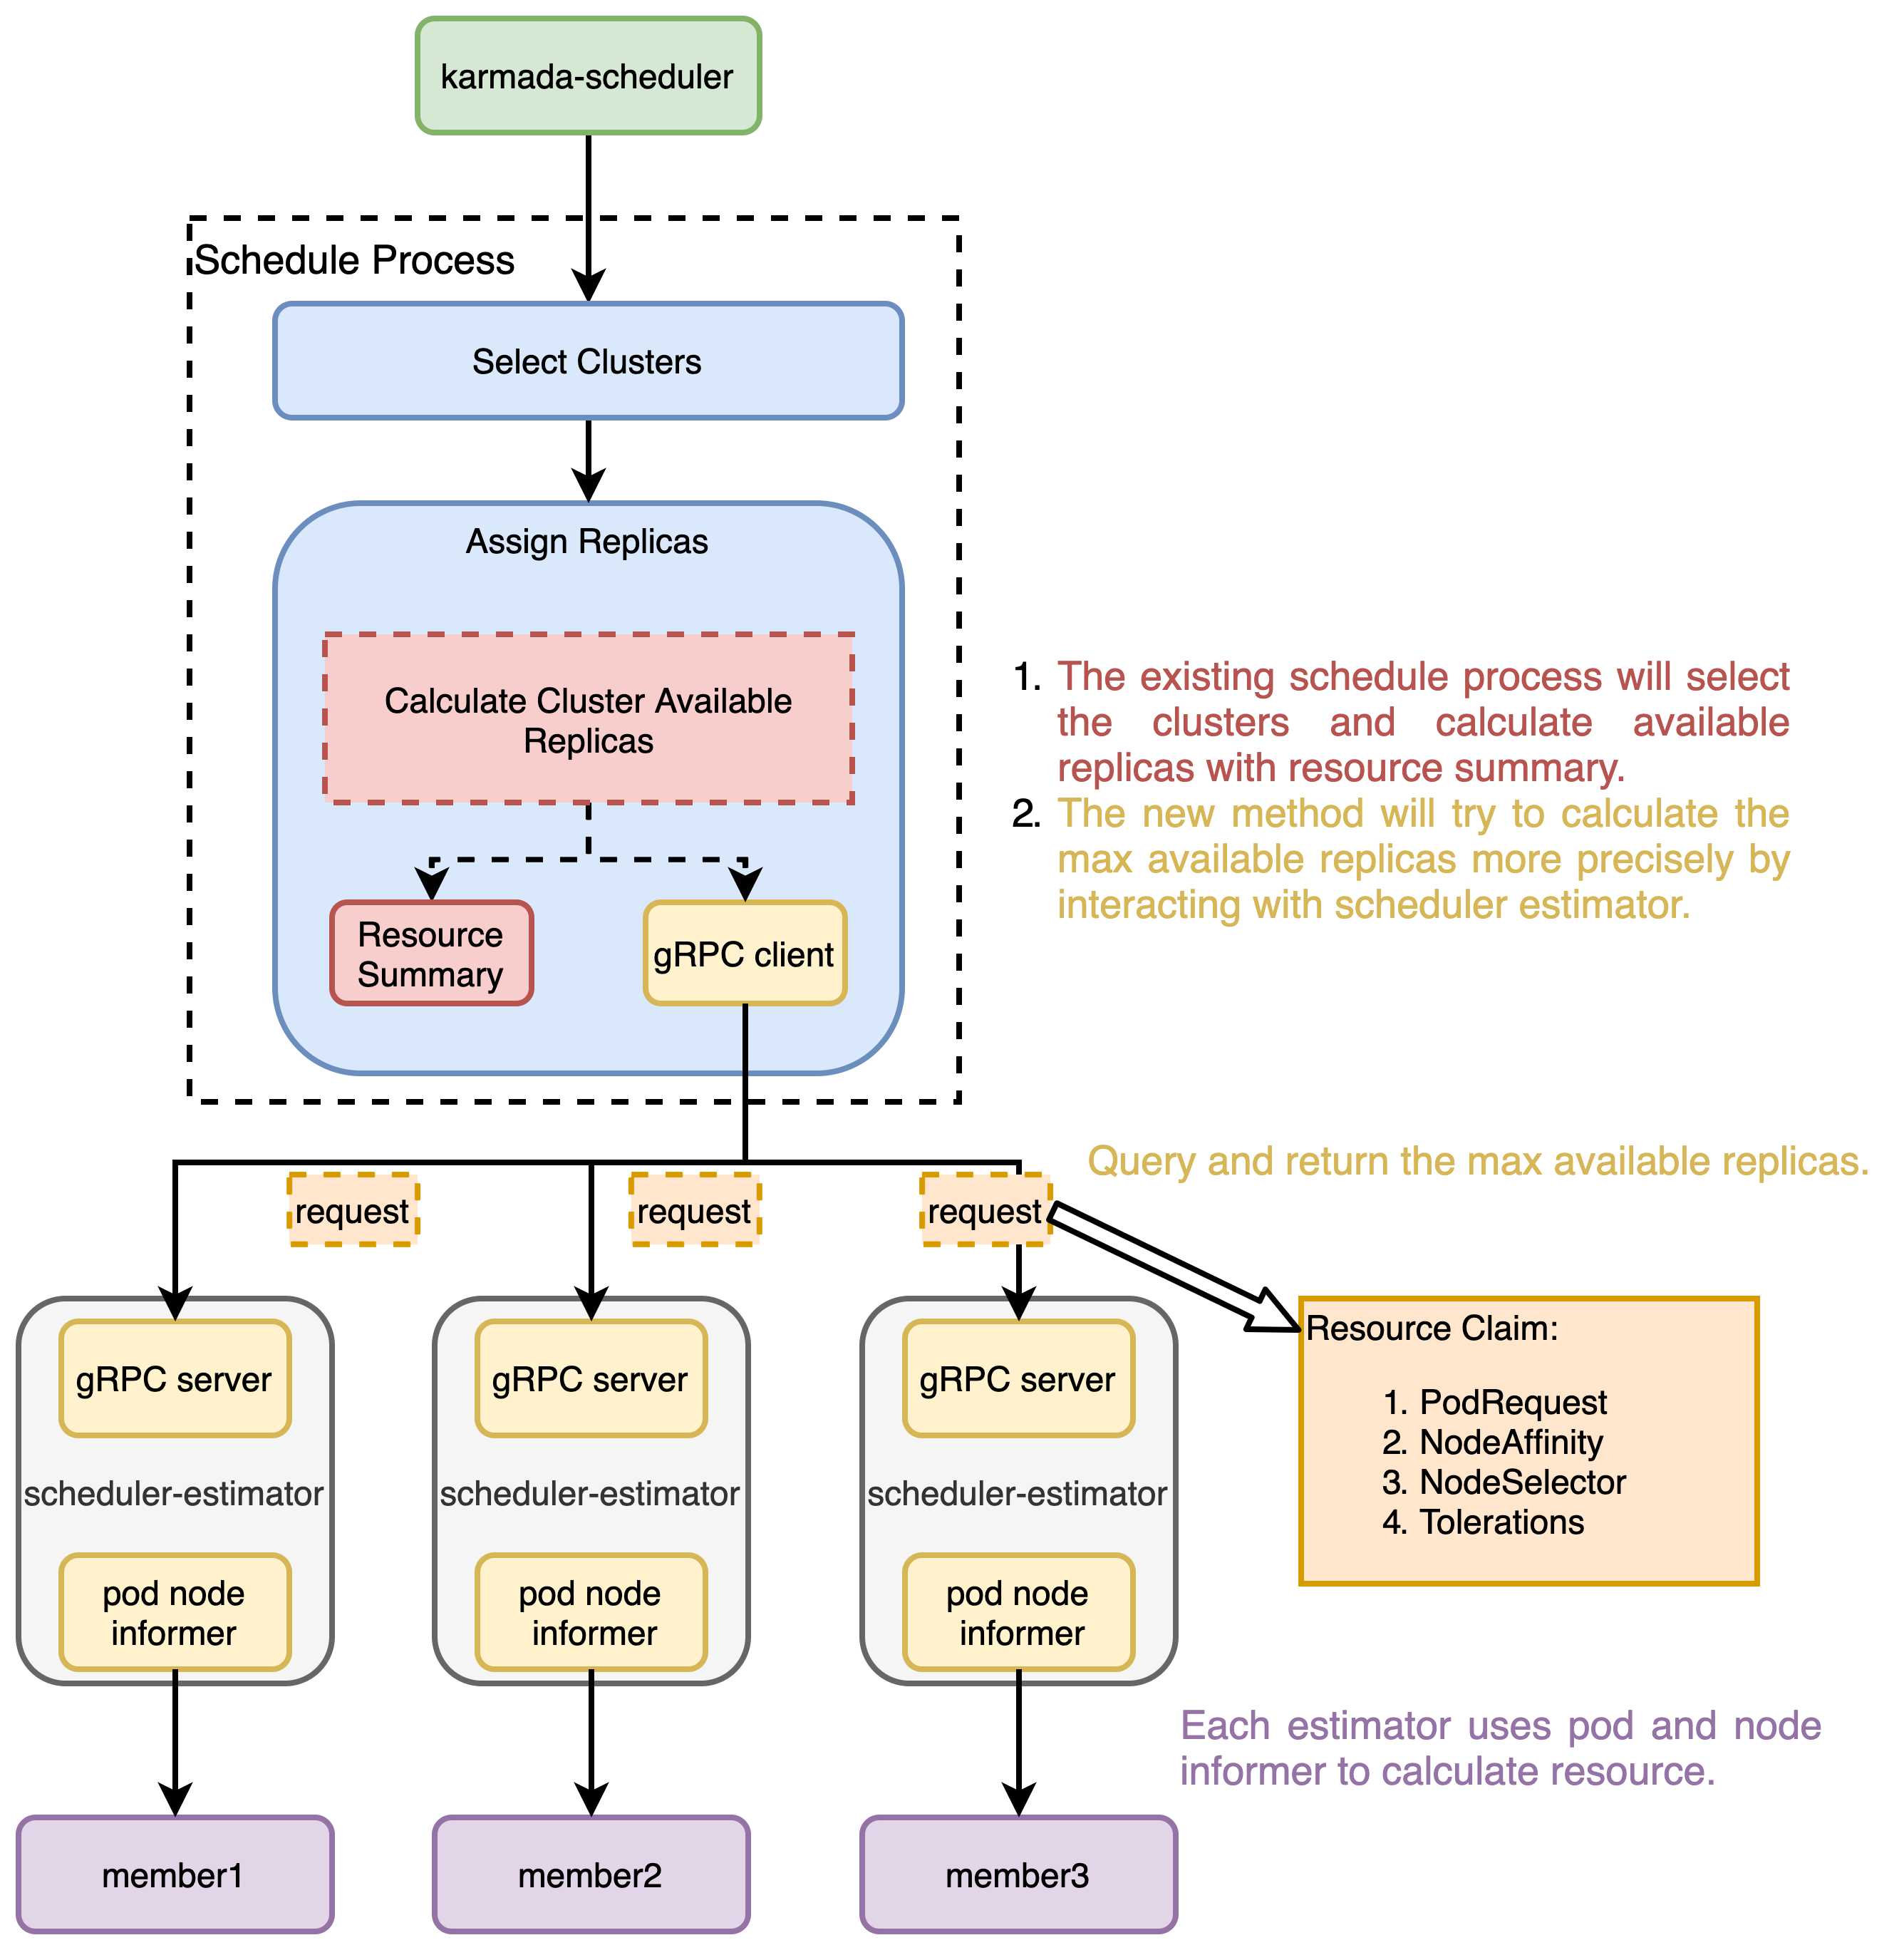 karmada-scheduler
Schedule Process
Select Clusters
Assign Replicas
Calculate Cluster Available
Replicas
Resource
Summary
gRPC client
1. The existing schedule process will select
the clusters and calculate available
replicas with resource summary.
2. The new method will try to calculate the
max available replicas more precisely by
interacting with scheduler estimator.
Query and return the max available replicas.
request
request
request
gRPC server
scheduler-estimator
pod node
informer
gRPC server
scheduler-estimator
pod node
informer
gRPC server
scheduler-estimator
pod node
informer
Resource Claim:
1. PodRequest
2. NodeAffinity
3. NodeSelector
4. Tolerations
Each estimator uses pod and node
informer to calculate resource.
member1
member2
member3